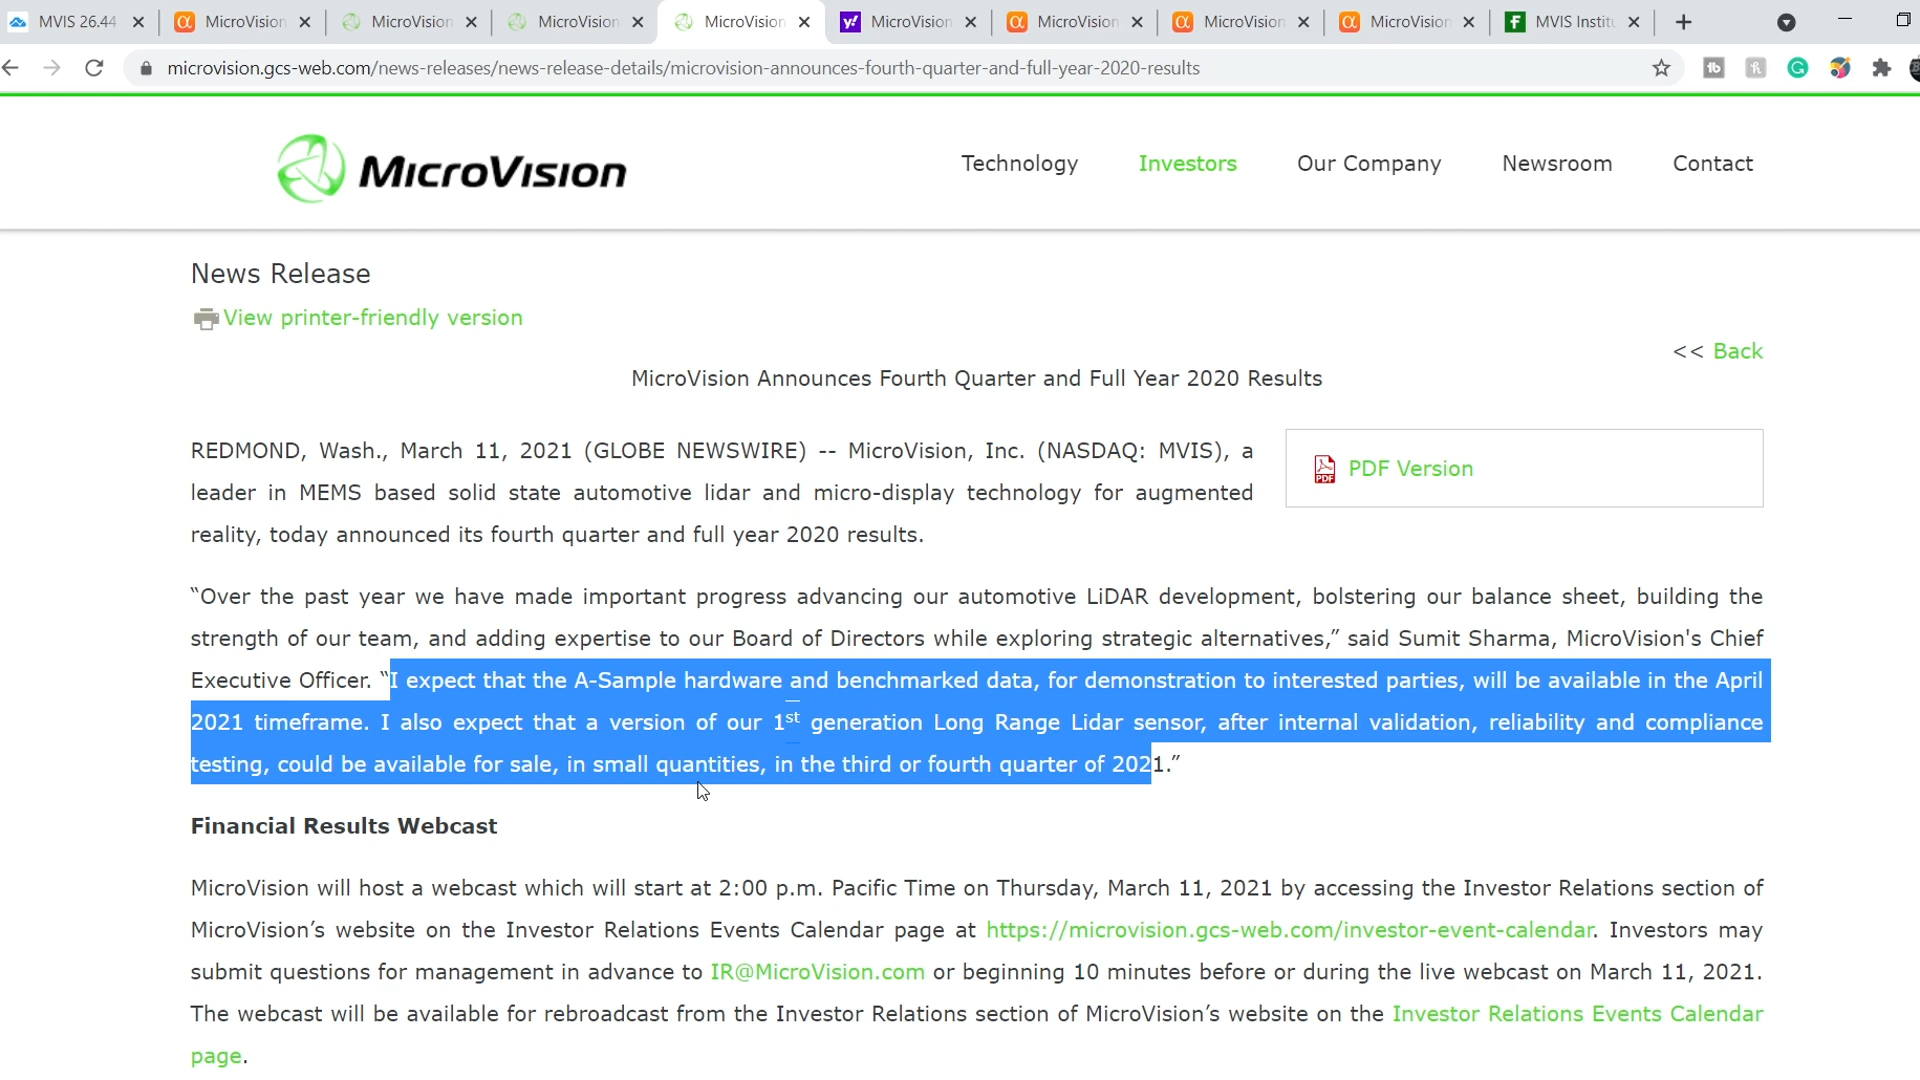 MVIS 26.44
MicroVision
MicroVision
MicroVision
MicroVision
MicroVision
MicroVision
MicroVision
MicroVision
MVIS Institu
microvision.gcs-web.com/news-releases/news-release-details/microvision-announces-fourth-quarter-and-full-year-2020-results
MicroVision
Technology
Investors
Our Company
Newsroom
Contact
News Release
View printer-friendly version
<< Back
MicroVision Announces Fourth Quarter and Full Year 2020 Results
REDMOND, Wash., March 11, 2021 (GLOBE NEWSWIRE) -- MicroVision, Inc. (NASDAQ: MVIS), a
leader in MEMS based solid state automotive lidar and micro-display technology for augmented
reality, today announced its fourth quarter and full year 2020 results.
PDF Version
“Over the past year we have made important progress advancing our automotive LiDAR development, bolstering our balance sheet, building the
strength of our team, and adding expertise to our Board of Directors while exploring strategic alternatives,” said Sumit Sharma, MicroVision's Chief
Executive Officer. “I expect that the A-Sample hardware and benchmarked data, for demonstration to interested parties, will be available in the April
2021 timeframe. I also expect that a version of our 1st generation Long Range Lidar sensor, after internal validation, reliability and compliance
testing, could be available for sale, in small quantities, in the third or fourth quarter of 2021.”
Financial Results Webcast
MicroVision will host a webcast which will start at 2:00 p.m. Pacific Time on Thursday, March 11, 2021 by accessing the Investor Relations section of
MicroVision’s website on the Investor Relations Events Calendar page at https://microvision.gcs-web.com/investor-event-calendar. Investors may
submit questions for management in advance to IR@MicroVision.com or beginning 10 minutes before or during the live webcast on March 11, 2021.
The webcast will be available for rebroadcast from the Investor Relations section of MicroVision’s website on the Investor Relations Events Calendar
page.